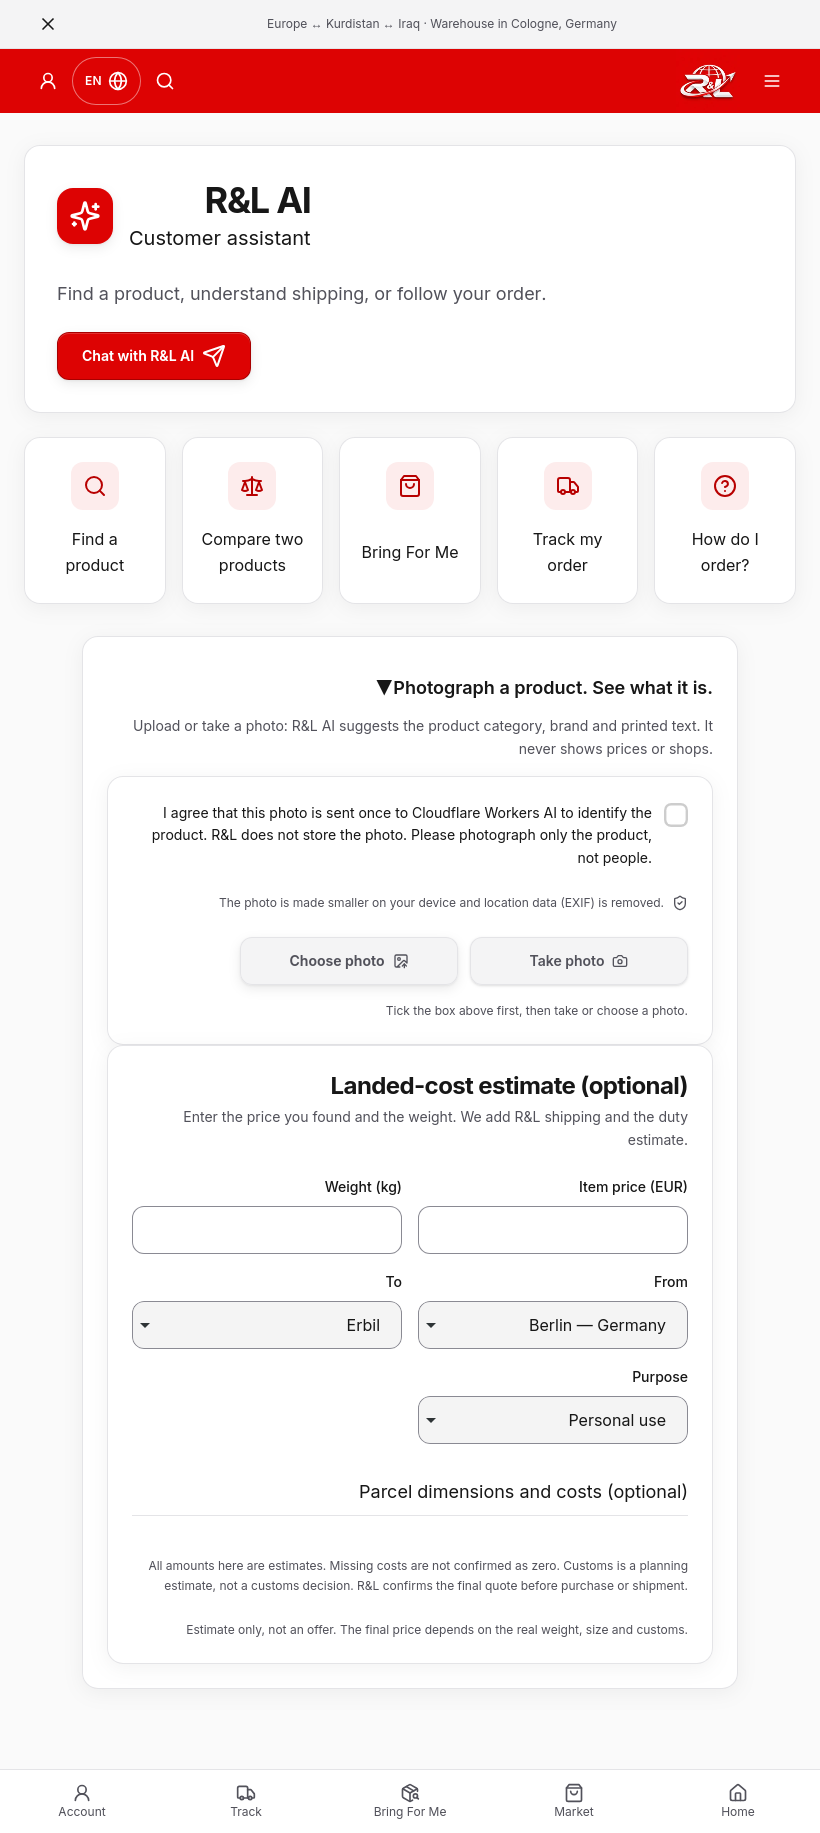 Europe ↔ Kurdistan ↔ Iraq · Warehouse in Cologne, Germany
EN
R&L
R&L AI
Customer assistant
Find a product, understand shipping, or follow your order.
Chat with R&L AI
Find a
product
Compare two
products
Bring For Me
Track my
order
How do I
order?
▼Photograph a product. See what it is.
Upload or take a photo: R&L AI suggests the product category, brand and printed text. It
never shows prices or shops.
I agree that this photo is sent once to Cloudflare Workers AI to identify the
product. R&L does not store the photo. Please photograph only the product,
not people.
The photo is made smaller on your device and location data (EXIF) is removed.
Choose photo
Take photo
Tick the box above first, then take or choose a photo.
Landed-cost estimate (optional)
Enter the price you found and the weight. We add R&L shipping and the duty
estimate.
Weight (kg)
Item price (EUR)
To
From
Erbil
Berlin — Germany
Purpose
Personal use
Parcel dimensions and costs (optional)
All amounts here are estimates. Missing costs are not confirmed as zero. Customs is a planning
estimate, not a customs decision. R&L confirms the final quote before purchase or shipment.
Estimate only, not an offer. The final price depends on the real weight, size and customs.
Account
Track
Bring For Me
Market
Home